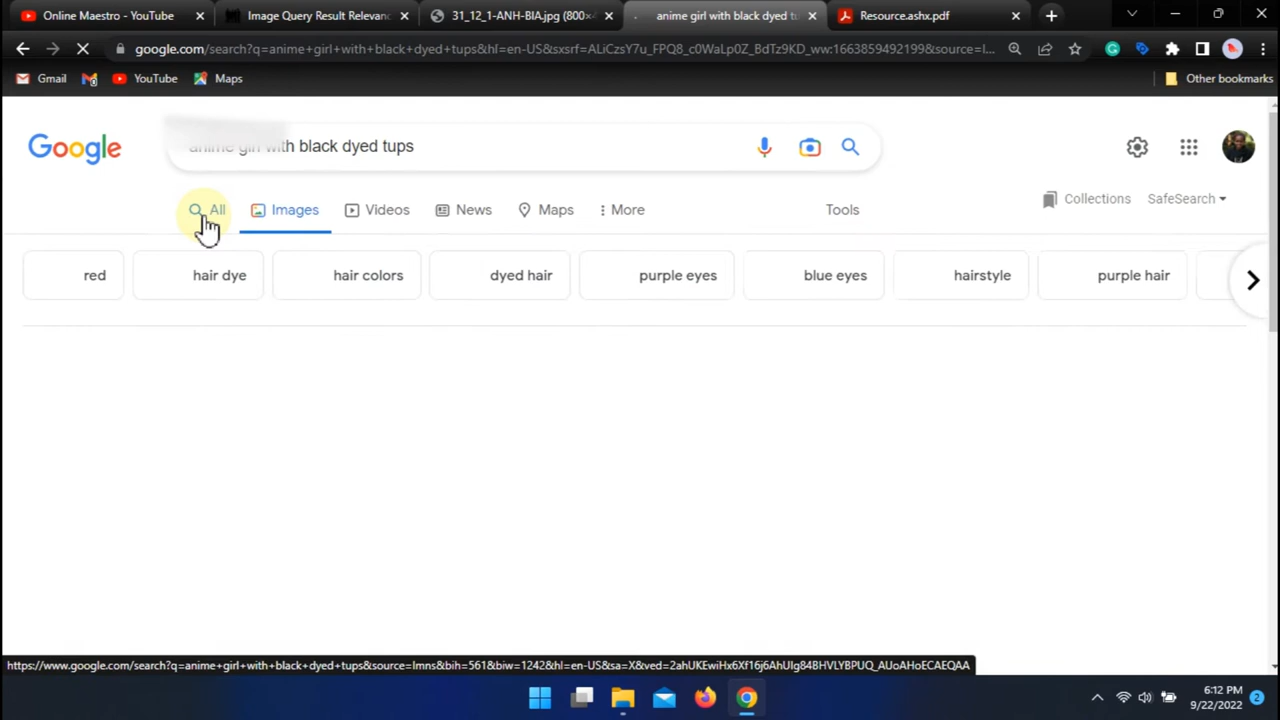 Online Maestro - YouTube
Image Query Result Relevan
31_12_1-ANH-BIA.jpg (800×
anime girl with black dyed tu
Resource.ashx.pdf
google.com/search?q=anime+girl+with+black+dyed+tups&hl=en-US&sxsrf=ALiCzsY7u_FPQ8_c0WaLp0Z_BdTz9KD_ww:1663859492199&source=l...
Gmail
YouTube
Maps
Other bookmarks
Google
anime girl with black dyed tups
All
Images
Videos
News
Maps
More
Tools
Collections
SafeSearch
red
hair dye
hair colors
dyed hair
purple eyes
blue eyes
hairstyle
purple hair
https://www.google.com/search?q=anime+girl+with+black+dyed+tups&source=lmns&bih=561&biw=1242&hl=en-US&sa=X&ved=2ahUKEwiHx6Xf16j6AhUIg84BHVLYBPUQ_AUoAHoECAEQAA
6:12 PM
9/22/2022
2